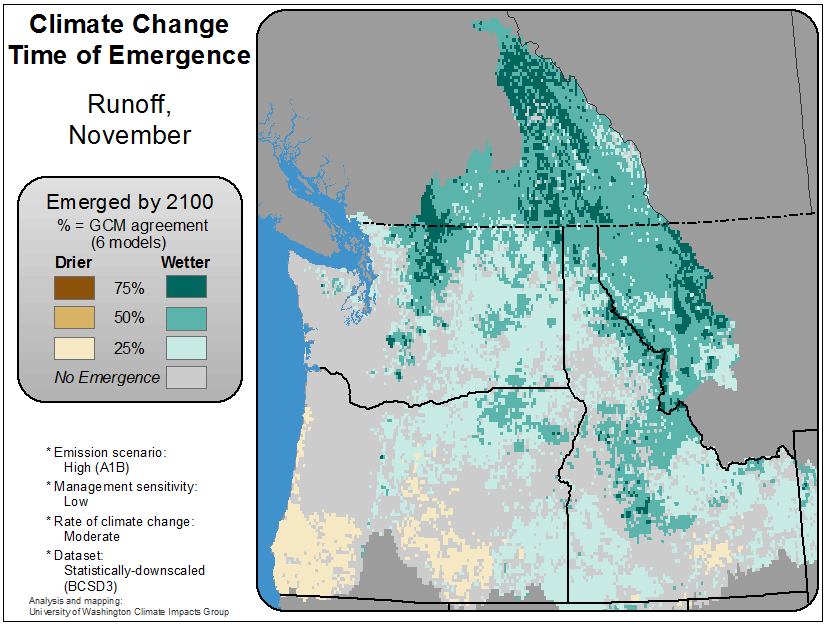 Climate Change
Time of Emergence
Runoff,
November
Emerged by 2100
% = GCM agreement
(6 models)
Drier Wetter
75%
50%
25%
No Emergence
* Emission scenario:
High (A1B)
* Management sensitivity:
Low
* Rate of climate change:
Moderate
* Dataset:
Statistically-downscaled
(BCSD3)
Analysis and mapping:
University of Washington Climate Impacts Group